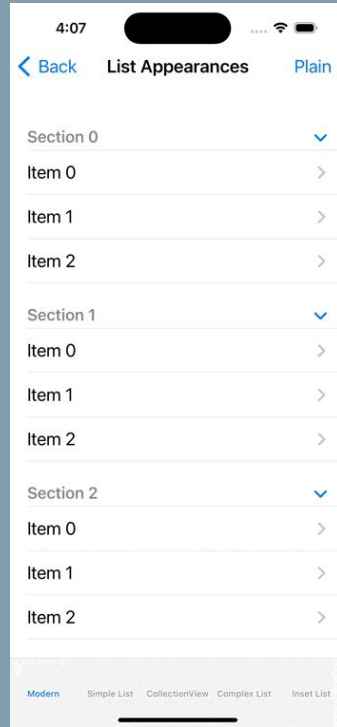 4:07
Back List Appearances Plain
Section 0
Item 0
Item 1
Item 2
Section 1
Item 0
Item 1
Item 2
Section 2
Item 0
Item 1
Item 2
Modern Simple List CollectionView Complex List Inset List